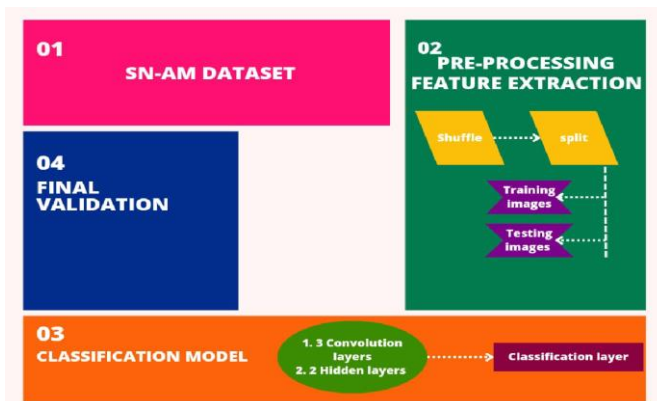 01
SN-AM DATASET
02
PRE-PROCESSING
FEATURE EXTRACTION
Shuffle
split
Training
images
Testing
images
04
FINAL
VALIDATION
03
CLASSIFICATION MODEL
1. 3 Convolution
layers
2. 2 Hidden layers
Classification layer